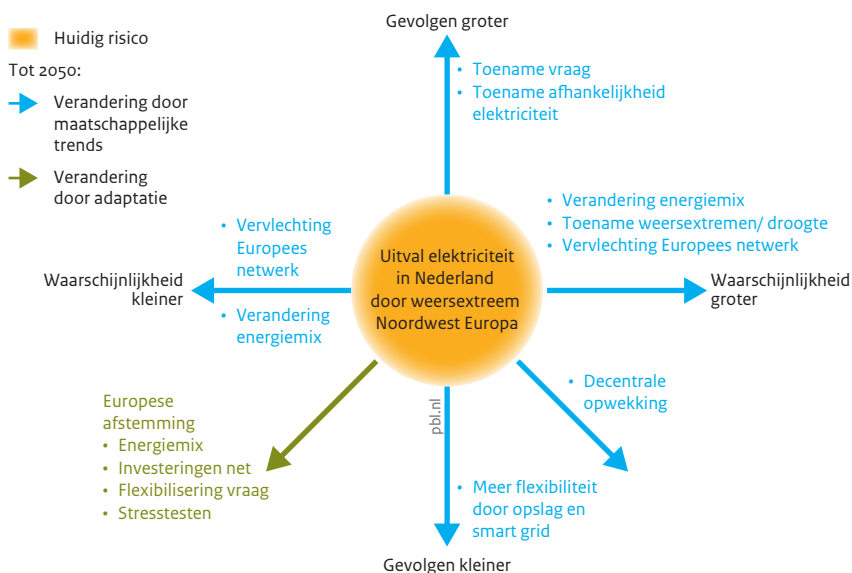 Gevolgen groter
Huidig risico
Tot 2050:
Verandering door
maatschappelijke
trends
Verandering
door adaptatie
• Toename vraag
• Toename afhankelijkheid
elektriciteit
• Verandering energiemix
• Toename weersextremen/ droogte
• Vervlechting Europees netwerk
• Vervlechting
Europees
netwerk
Uitval elektriciteit
in Nederland
door weersextreem
Noordwest Europa
Waarschijnlijkheid
kleiner
Waarschijnlijkheid
groter
• Verandering
energiemix
• Decentrale
opwekking
Europese
afstemming
• Energiemix
• Investeringen net
• Flexibilisering vraag
• Stresstesten
pbl.nl
• Meer flexibiliteit
door opslag en
smart grid
Gevolgen kleiner